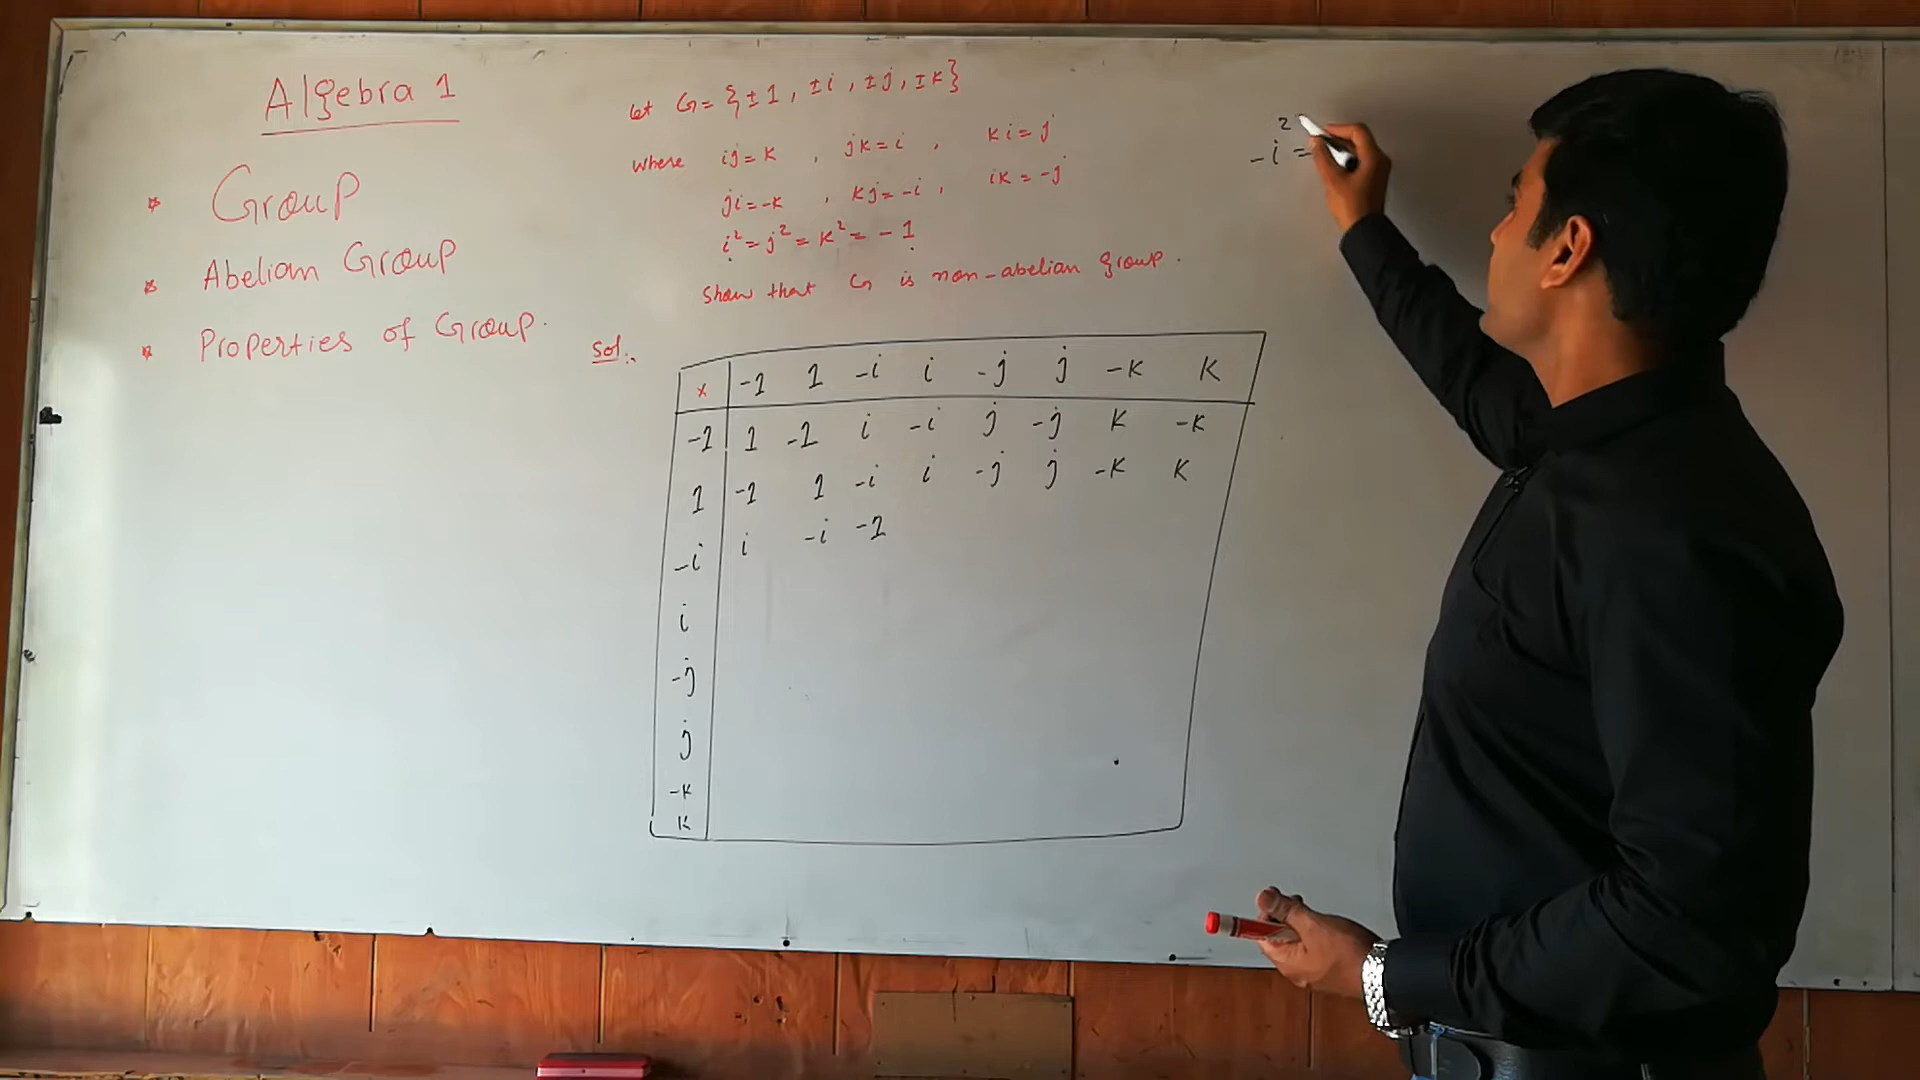 Algebra 1
* Group
* Abelian Group
* Properties of Group.
Let G = {±1, ±i, ±j, ±k}
where ij=k, jk=i, ki=j
ji=-k, kj=-i, ik=-j
i²=j²=k²=-1
Show that G is non-abelian group.
Sol:.
x -1 1 -i i -j j -k k
-1 1 -1 i -i j -j k -k
1 -1 1 -i i -j j -k k
-i i -i -1
i
-j
j
-k
k
-i² =